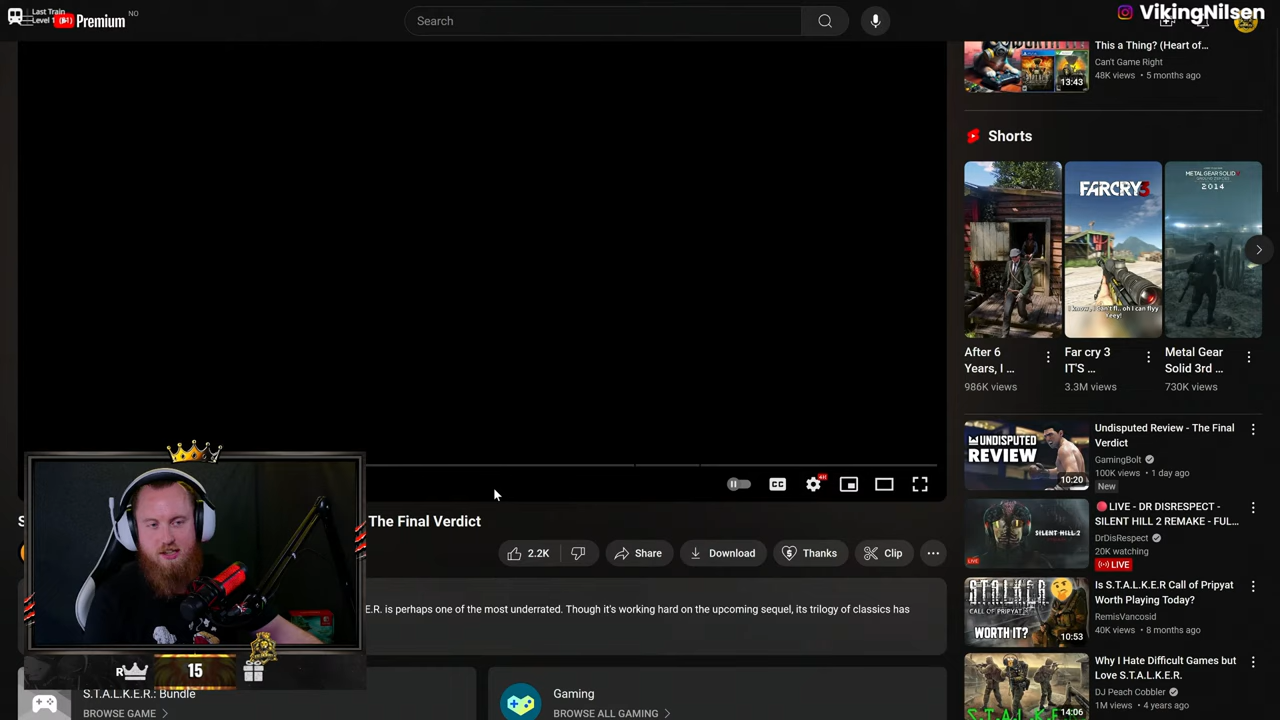 Last Train
Level 1
Premium
NO
Search
VikingNilsen
This a Thing? (Heart of…
Can't Game Right
48K views • 5 months ago
13:43
Shorts
FARCRY3
METAL GEAR SOLID V
2014
After 6
Years, I ...
986K views
Far cry 3
IT'S ...
3.3M views
Metal Gear
Solid 3rd ...
730K views
UNDISPUTED
REVIEW
10:20
Undisputed Review - The Final
Verdict
GamingBolt
100K views • 1 day ago
New
SILENT HILL 2
LIVE
🔴 LIVE - DR DISRESPECT -
SILENT HILL 2 REMAKE - FUL…
DrDisRespect
20K watching
LIVE
CC
The Final Verdict
2.2K
Share
Download
Thanks
Clip
E.R. is perhaps one of the most underrated. Though it's working hard on the upcoming sequel, its trilogy of classics has
STALKER
CALL OF PRIPYAT
WORTH IT?
10:53
Is S.T.A.L.K.E.R Call of Pripyat
Worth Playing Today?
RemisVancosid
40K views • 8 months ago
S.T.A.L.K.E.R
14:06
Why I Hate Difficult Games but
Love S.T.A.L.K.E.R.
DJ Peach Cobbler
1M views • 4 years ago
R
15
S.T.A.L.K.E.R.: Bundle
BROWSE GAME
Gaming
BROWSE ALL GAMING